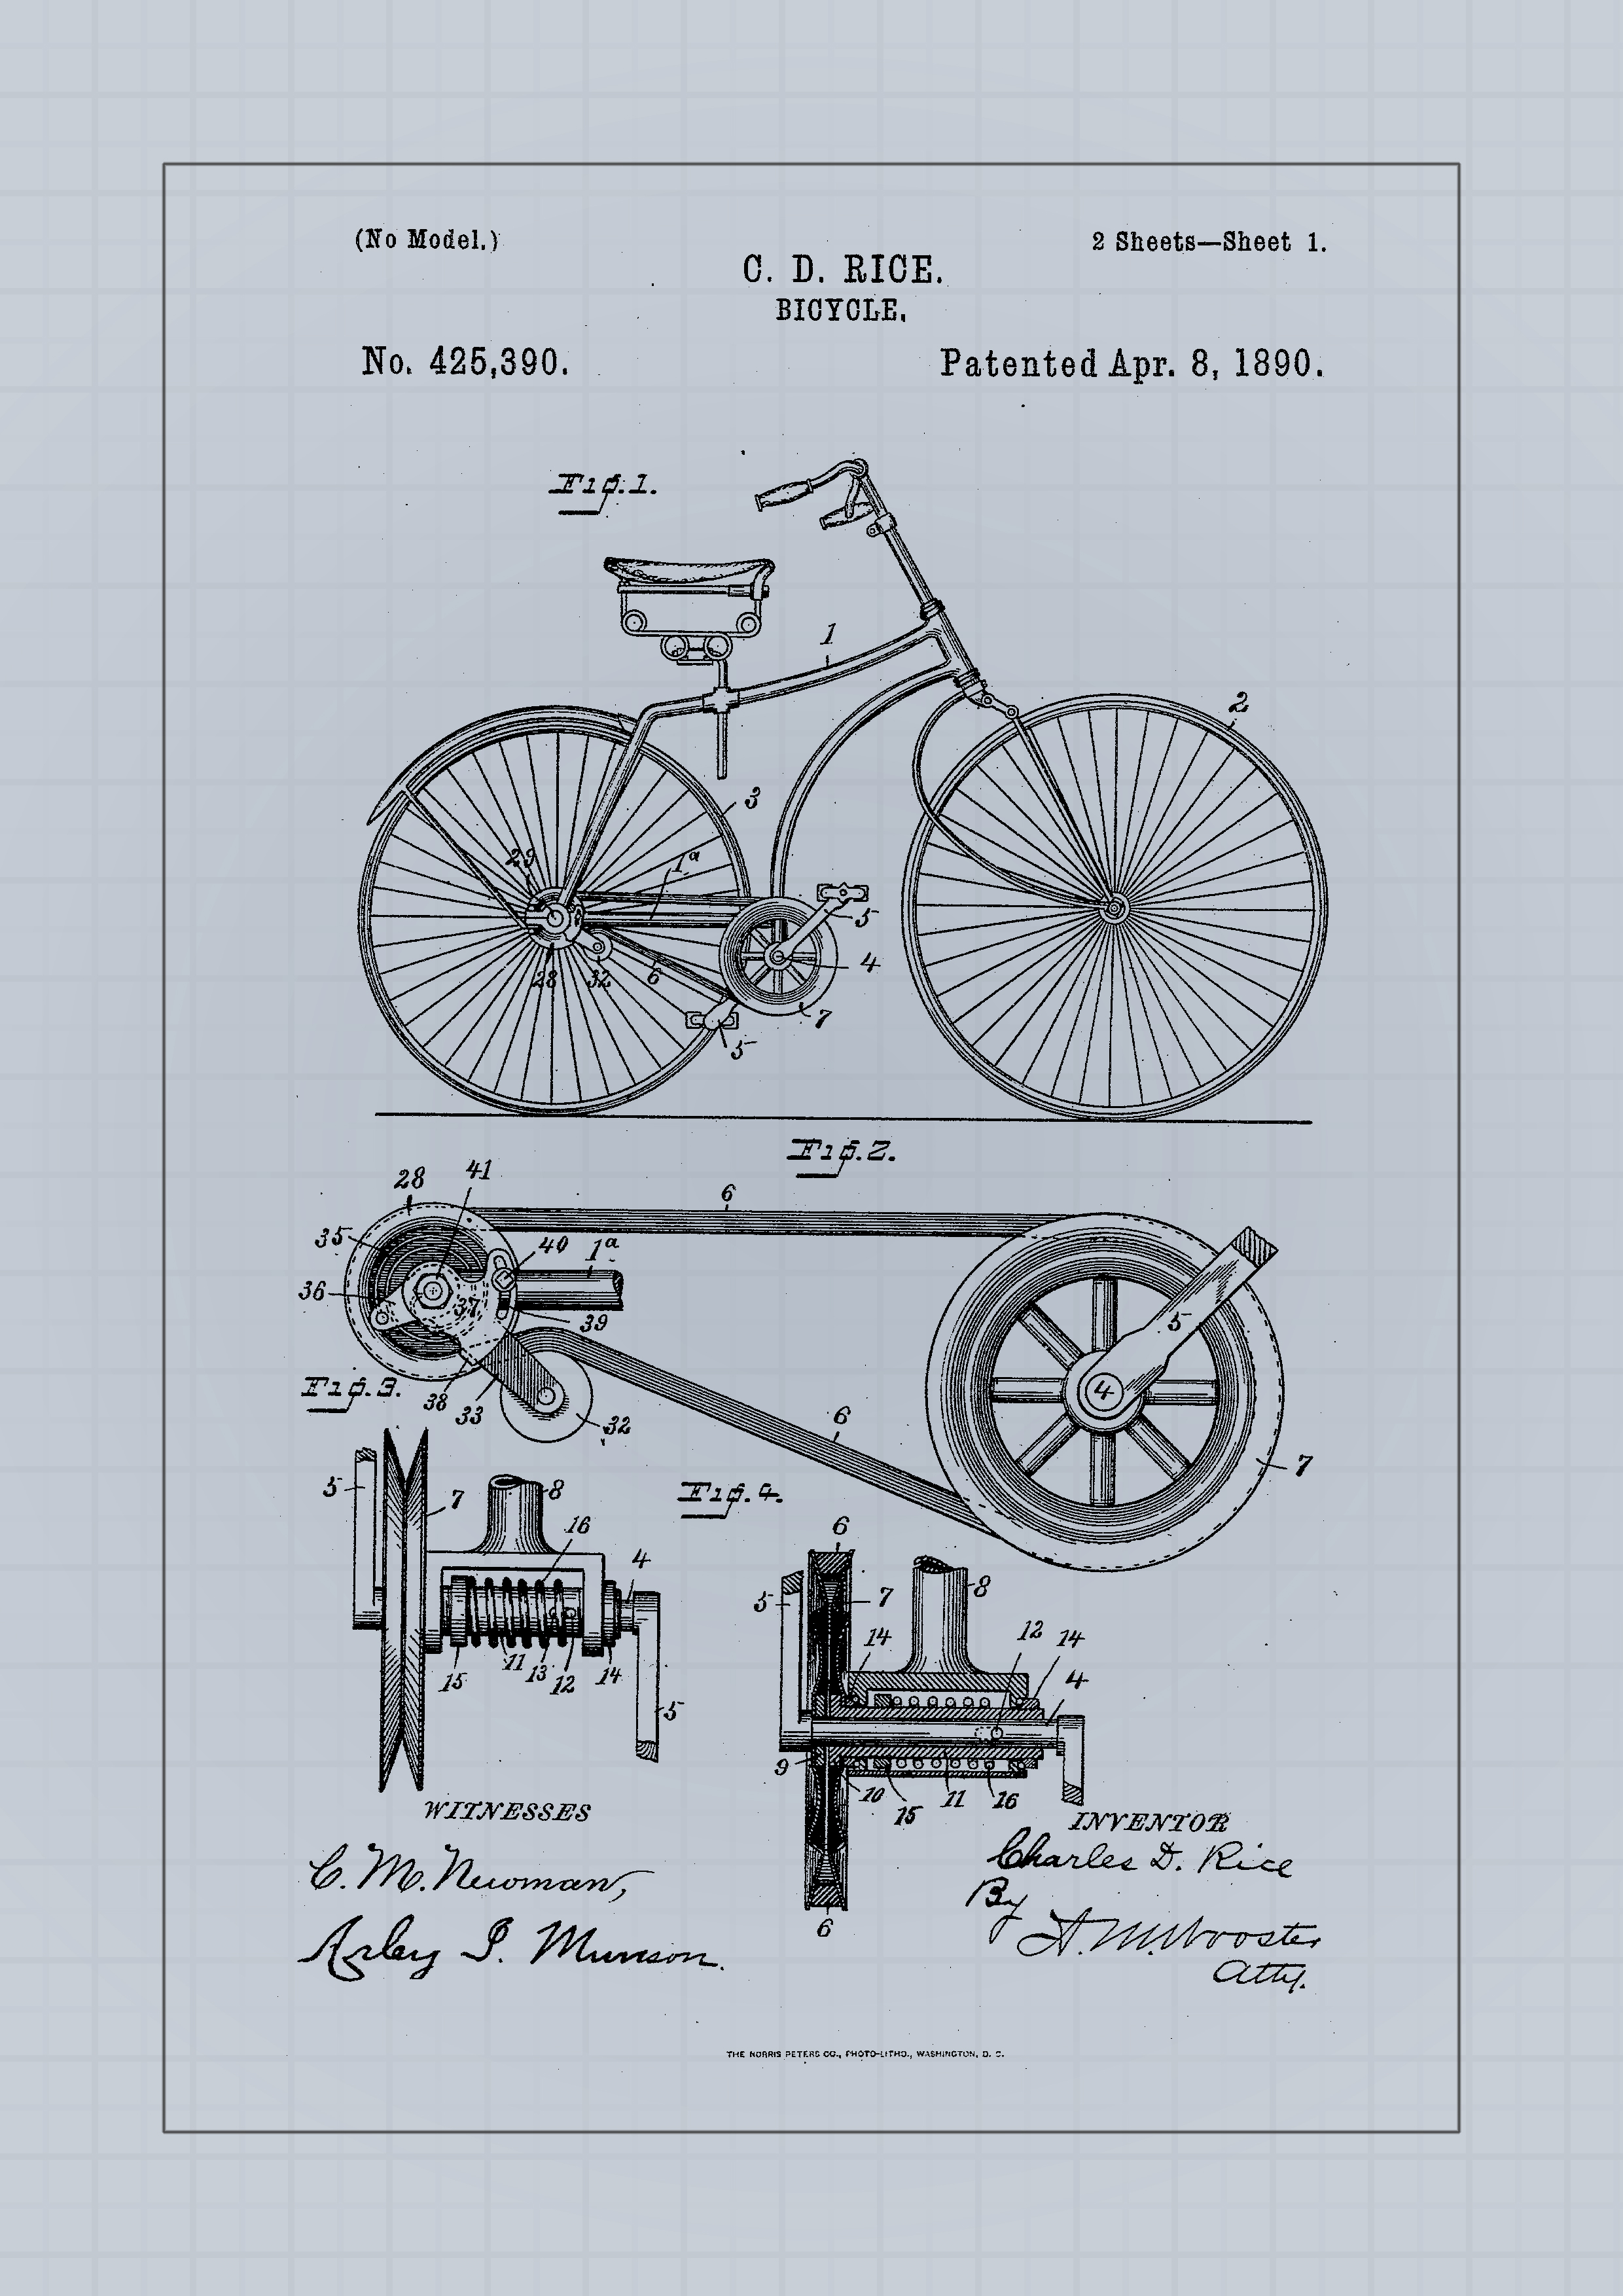 (No Model.)
2 Sheets—Sheet 1.
C. D. RICE.
BICYCLE.
No. 425,390.
Patented Apr. 8, 1890.
Fig. 1.
1
2
3
29
1a
5
4
28
32
6
7
5
Fig. 2.
28
41
6
35
40
1a
36
37
39
5
4
38
33
32
6
7
Fig. 3.
5
7
8
16
4
15
11
13
12
14
5
Fig. 4.
6
5
7
8
14
12
14
4
9
10
15
11
16
6
WITNESSES
C. M. Newman,
Arley I. Munson.
INVENTOR
Charles D. Rice
By
A. M. Wooster
Atty.
THE NORRIS PETERS CO., PHOTO-LITHO., WASHINGTON, D. C.